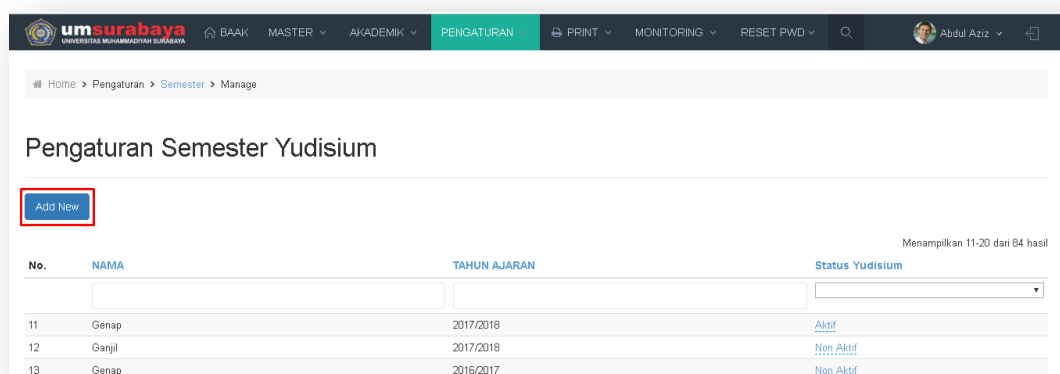 umsurabaya
UNIVERSITAS MUHAMMADIYAH SURABAYA
BAAK MASTER AKADEMIK PENGATURAN PRINT MONITORING RESET PWD Abdul Aziz
Home > Pengaturan > Semester > Manage
Pengaturan Semester Yudisium
Add New
Menampilkan 11-20 dari 84 hasil
No. NAMA TAHUN AJARAN Status Yudisium
11 Genap 2017/2018 Aktif
12 Ganjil 2017/2018 Non Aktif
13 Genap 2016/2017 Non Aktif